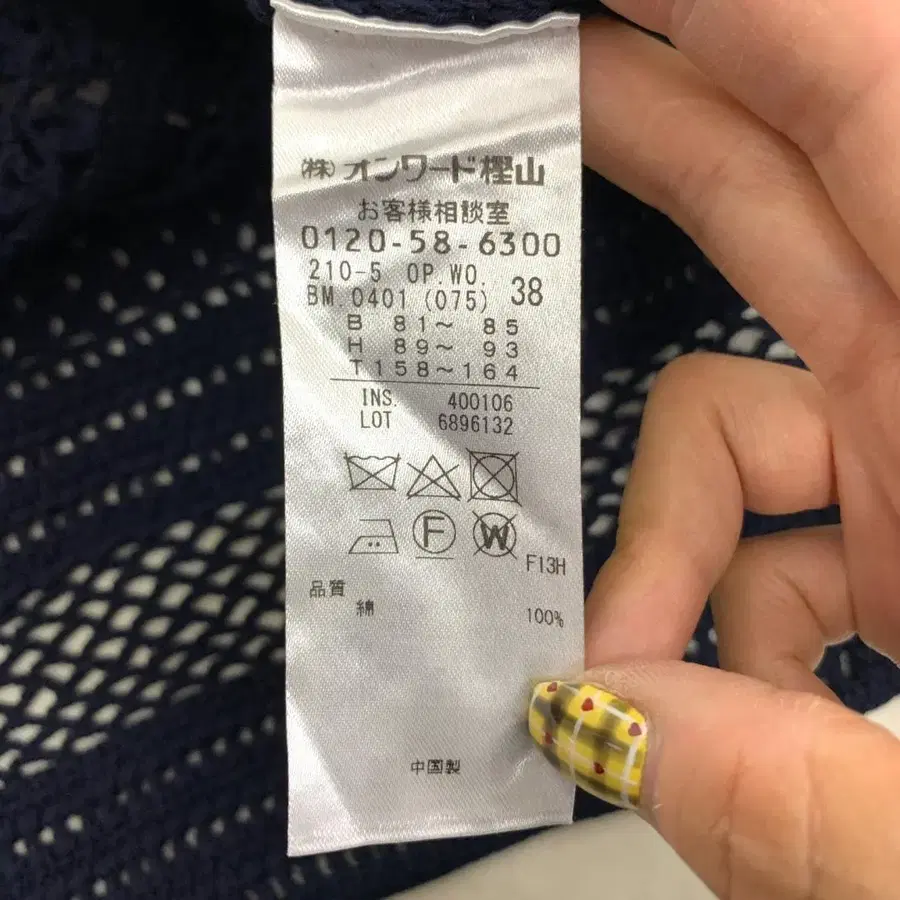 (株)オンワード樫山
お客様相談室
0120-58-6300
210-5 OP.WO. 38
BM.0401 (075)
B 81~ 85
H 89~ 93
T158~164
INS. 400106
LOT 6896132
F
W
F13H
品質
綿 100%
中国製